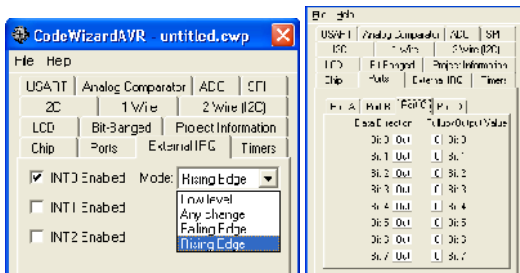 CodeWizardAVR - untitled.cwp
File Help
USART Analog Comparator ADC SPI
I2C 1 Wire 2 Wire (I2C)
LCD Bit-Banged Project Information
Chip Ports External IRQ Timers
INT0 Enabled Mode: Rising Edge
INT1 Enabled
INT2 Enabled
Low level
Any change
Falling Edge
Rising Edge
File Help
USART Analog Comparator ADC SPI
I2C 1 Wire 2 Wire (I2C)
LCD Bit-Banged Project Information
Chip Ports External IRQ Timers
Port A Port B Port C Port D
Data Direction Pullup/Output Value
Bit 0 Out 0 Bit 0
Bit 1 Out 0 Bit 1
Bit 2 Out 0 Bit 2
Bit 3 Out 0 Bit 3
Bit 4 Out 0 Bit 4
Bit 5 Out 0 Bit 5
Bit 6 Out 0 Bit 6
Bit 7 Out 0 Bit 7